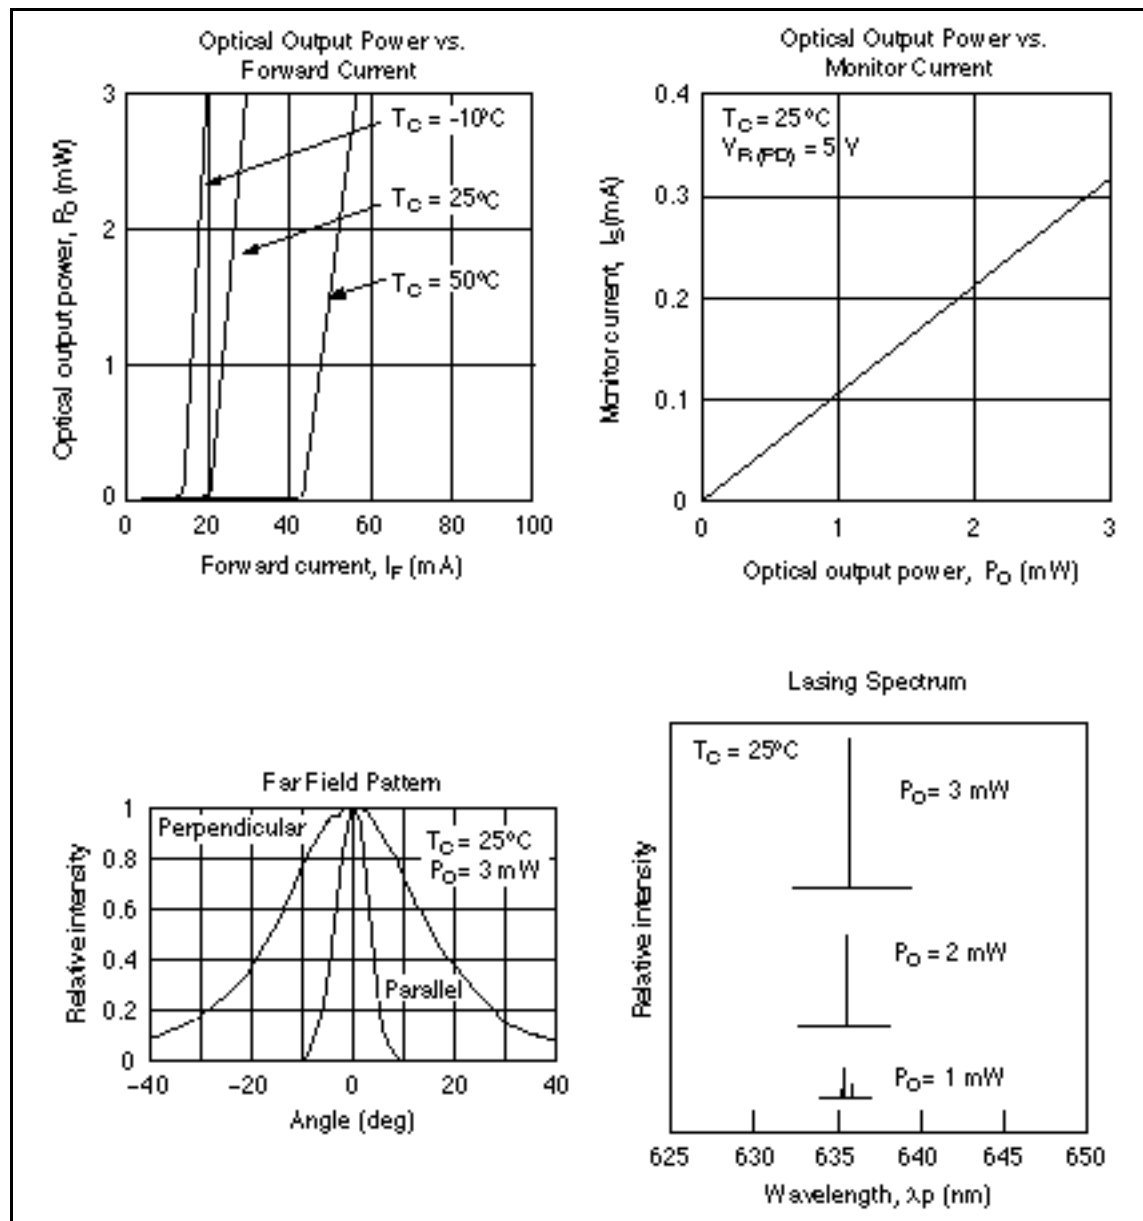 Optical Output Power vs.
Forward Current
3
2
1
0
0 20 40 60 80 100
Optical output power, PO (mW)
Forward current, IF (mA)
TC = -10°C
TC = 25°C
TC = 50°C
Optical Output Power vs.
Monitor Current
0.4
0.3
0.2
0.1
0
0 1 2 3
Monitor current, IS(mA)
Optical output power, PO (mW)
TC = 25°C
VR(PD) = 5 V
Far Field Pattern
1
0.8
0.6
0.4
0.2
0
–40 –20 0 20 40
Relative intensity
Angle (deg)
Perpendicular
TC = 25°C
PO= 3 mW
Parallel
Lasing Spectrum
TC = 25°C
PO= 3 mW
PO= 2 mW
PO= 1 mW
Relative intensity
625 630 635 640 645 650
Wavelength, λp (nm)